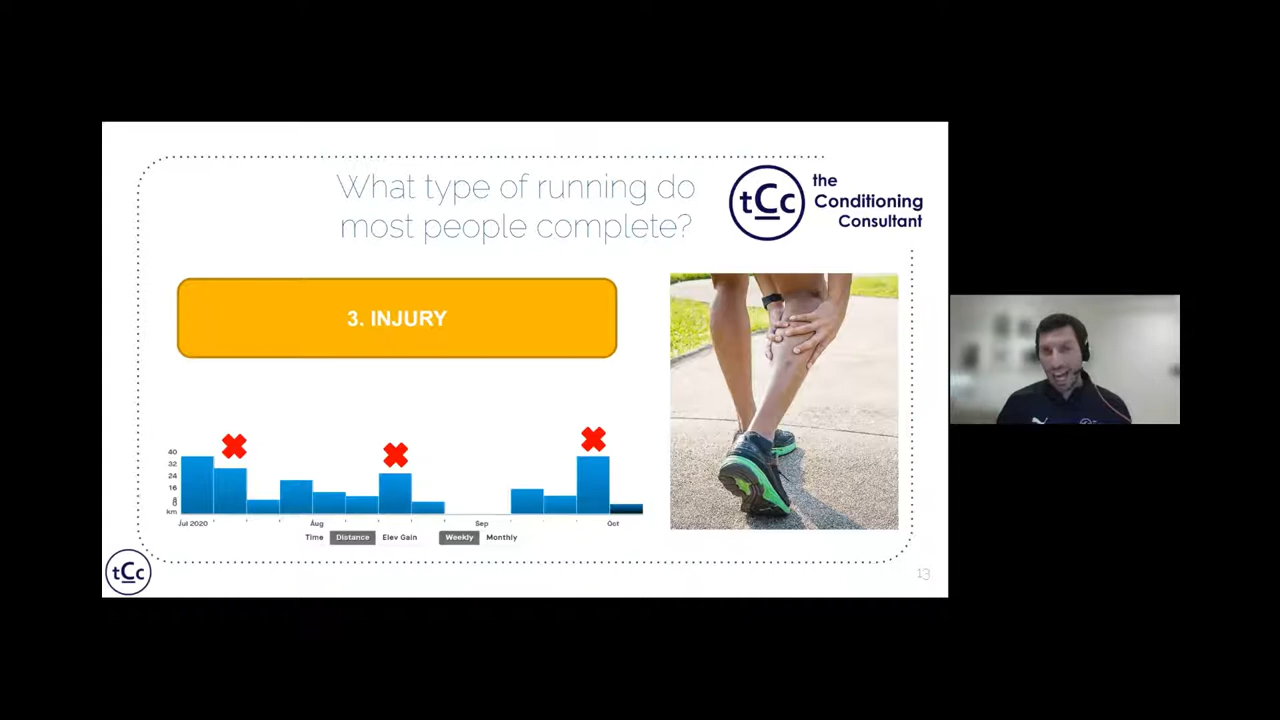 What type of running do
most people complete?
tCc
the
Conditioning
Consultant
3. INJURY
40
32
24
16
8
0
km
Jul 2020
Aug
Sep
Oct
Time Distance Elev Gain Weekly Monthly
tCc
13